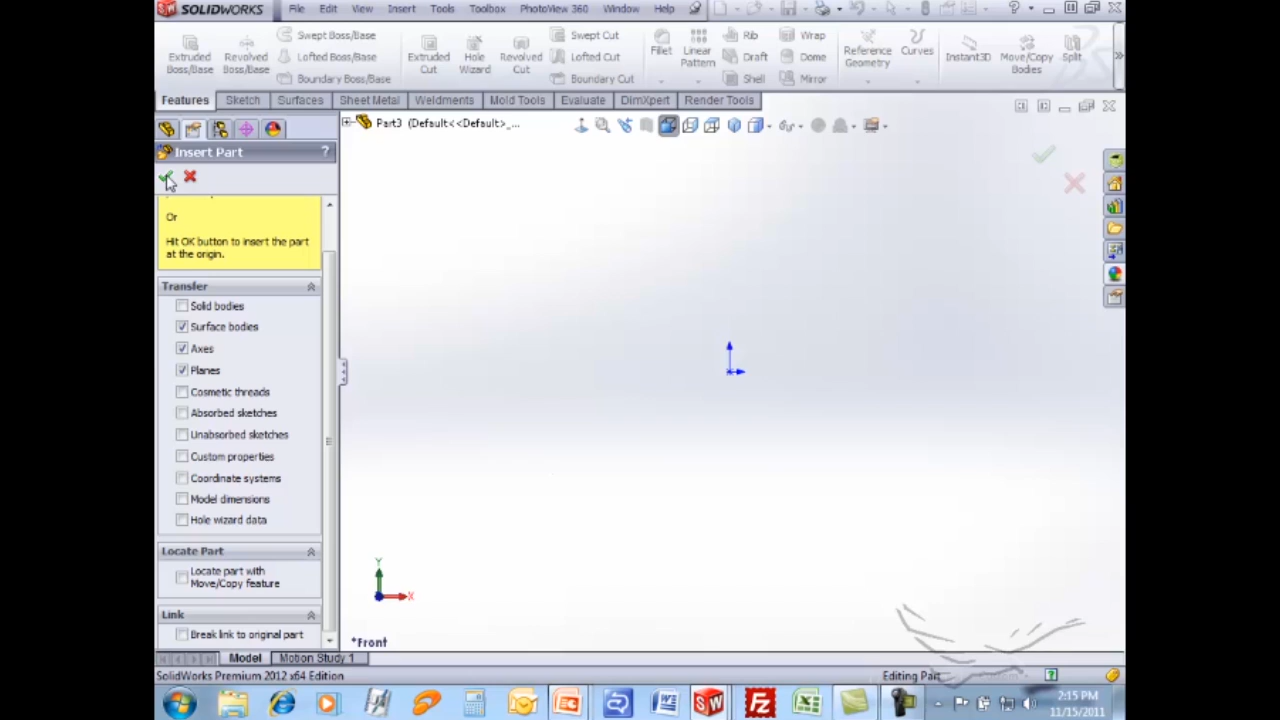 SOLIDWORKS File Edit View Insert Tools Toolbox PhotoView 360 Window Help
Extruded Boss/Base
Revolved Boss/Base
Swept Boss/Base
Lofted Boss/Base
Boundary Boss/Base
Extruded Cut
Hole Wizard
Revolved Cut
Swept Cut
Lofted Cut
Boundary Cut
Fillet
Linear Pattern
Rib
Draft
Shell
Wrap
Dome
Mirror
Reference Geometry
Curves
Instant3D
Move/Copy Bodies
Split
Features Sketch Surfaces Sheet Metal Weldments Mold Tools Evaluate DimXpert Render Tools
Part3 (Default<<Default>_...
Insert Part ?
Or
Hit OK button to insert the part
at the origin.
Transfer
Solid bodies
Surface bodies
Axes
Planes
Cosmetic threads
Absorbed sketches
Unabsorbed sketches
Custom properties
Coordinate systems
Model dimensions
Hole wizard data
Locate Part
Locate part with
Move/Copy feature
Link
Break link to original part
Y
X
*Front
Model Motion Study 1
SolidWorks Premium 2012 x64 Edition Editing Part
2:15 PM
11/15/2011